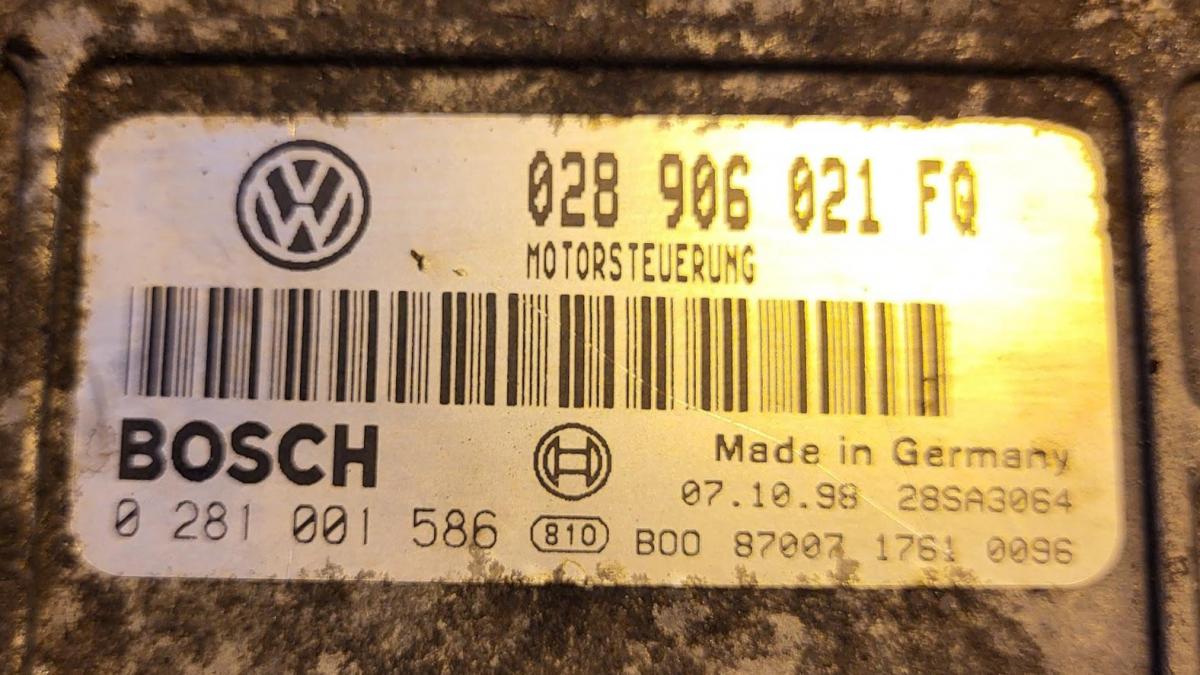 028 906 021 FQ
MOTORSTEUERUNG
BOSCH
Made in Germany
07.10.98 28SA3064
0 281 001 586 810 B00 87007 1761 0096